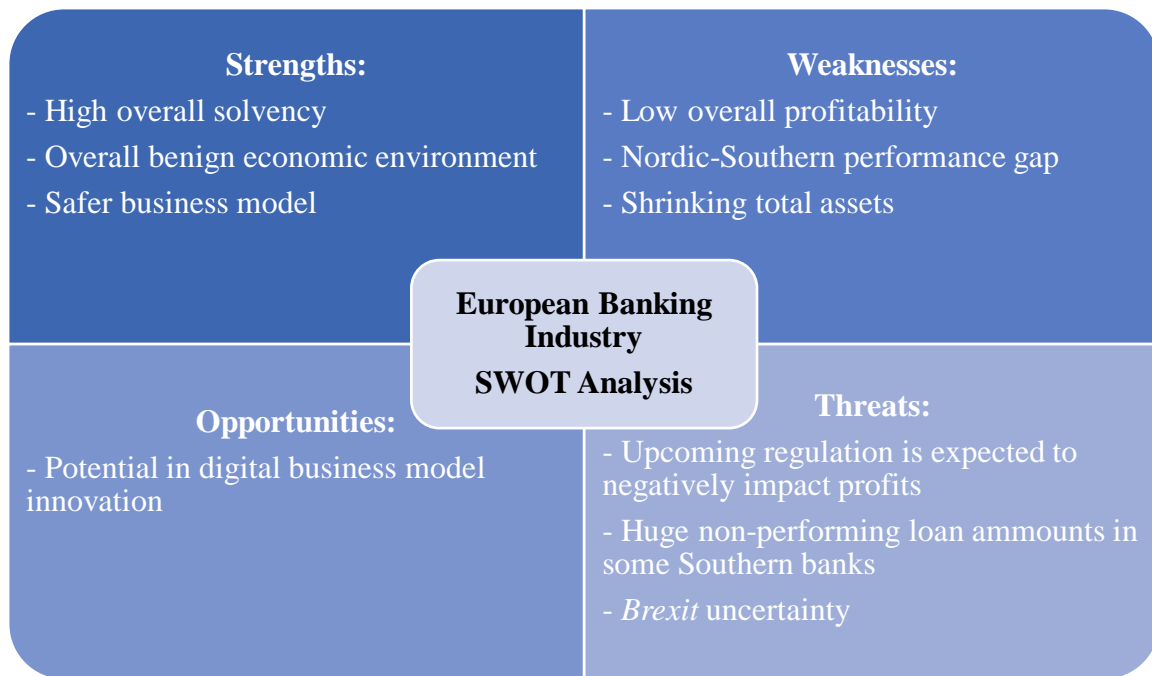 Strengths:
- High overall solvency
- Overall benign economic environment
- Safer business model
Weaknesses:
- Low overall profitability
- Nordic-Southern performance gap
- Shrinking total assets
European Banking
Industry
SWOT Analysis
Opportunities:
- Potential in digital business model
innovation
Threats:
- Upcoming regulation is expected to
negatively impact profits
- Huge non-performing loan ammounts in
some Southern banks
- Brexit uncertainty